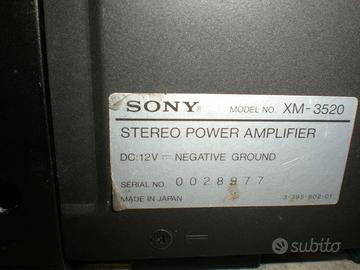 SONY® MODEL NO XM-3520
STEREO POWER AMPLIFIER
DC:12V ⎓ NEGATIVE GROUND
SERIAL NO 0028977
MADE IN JAPAN 3-395-802-01
subito